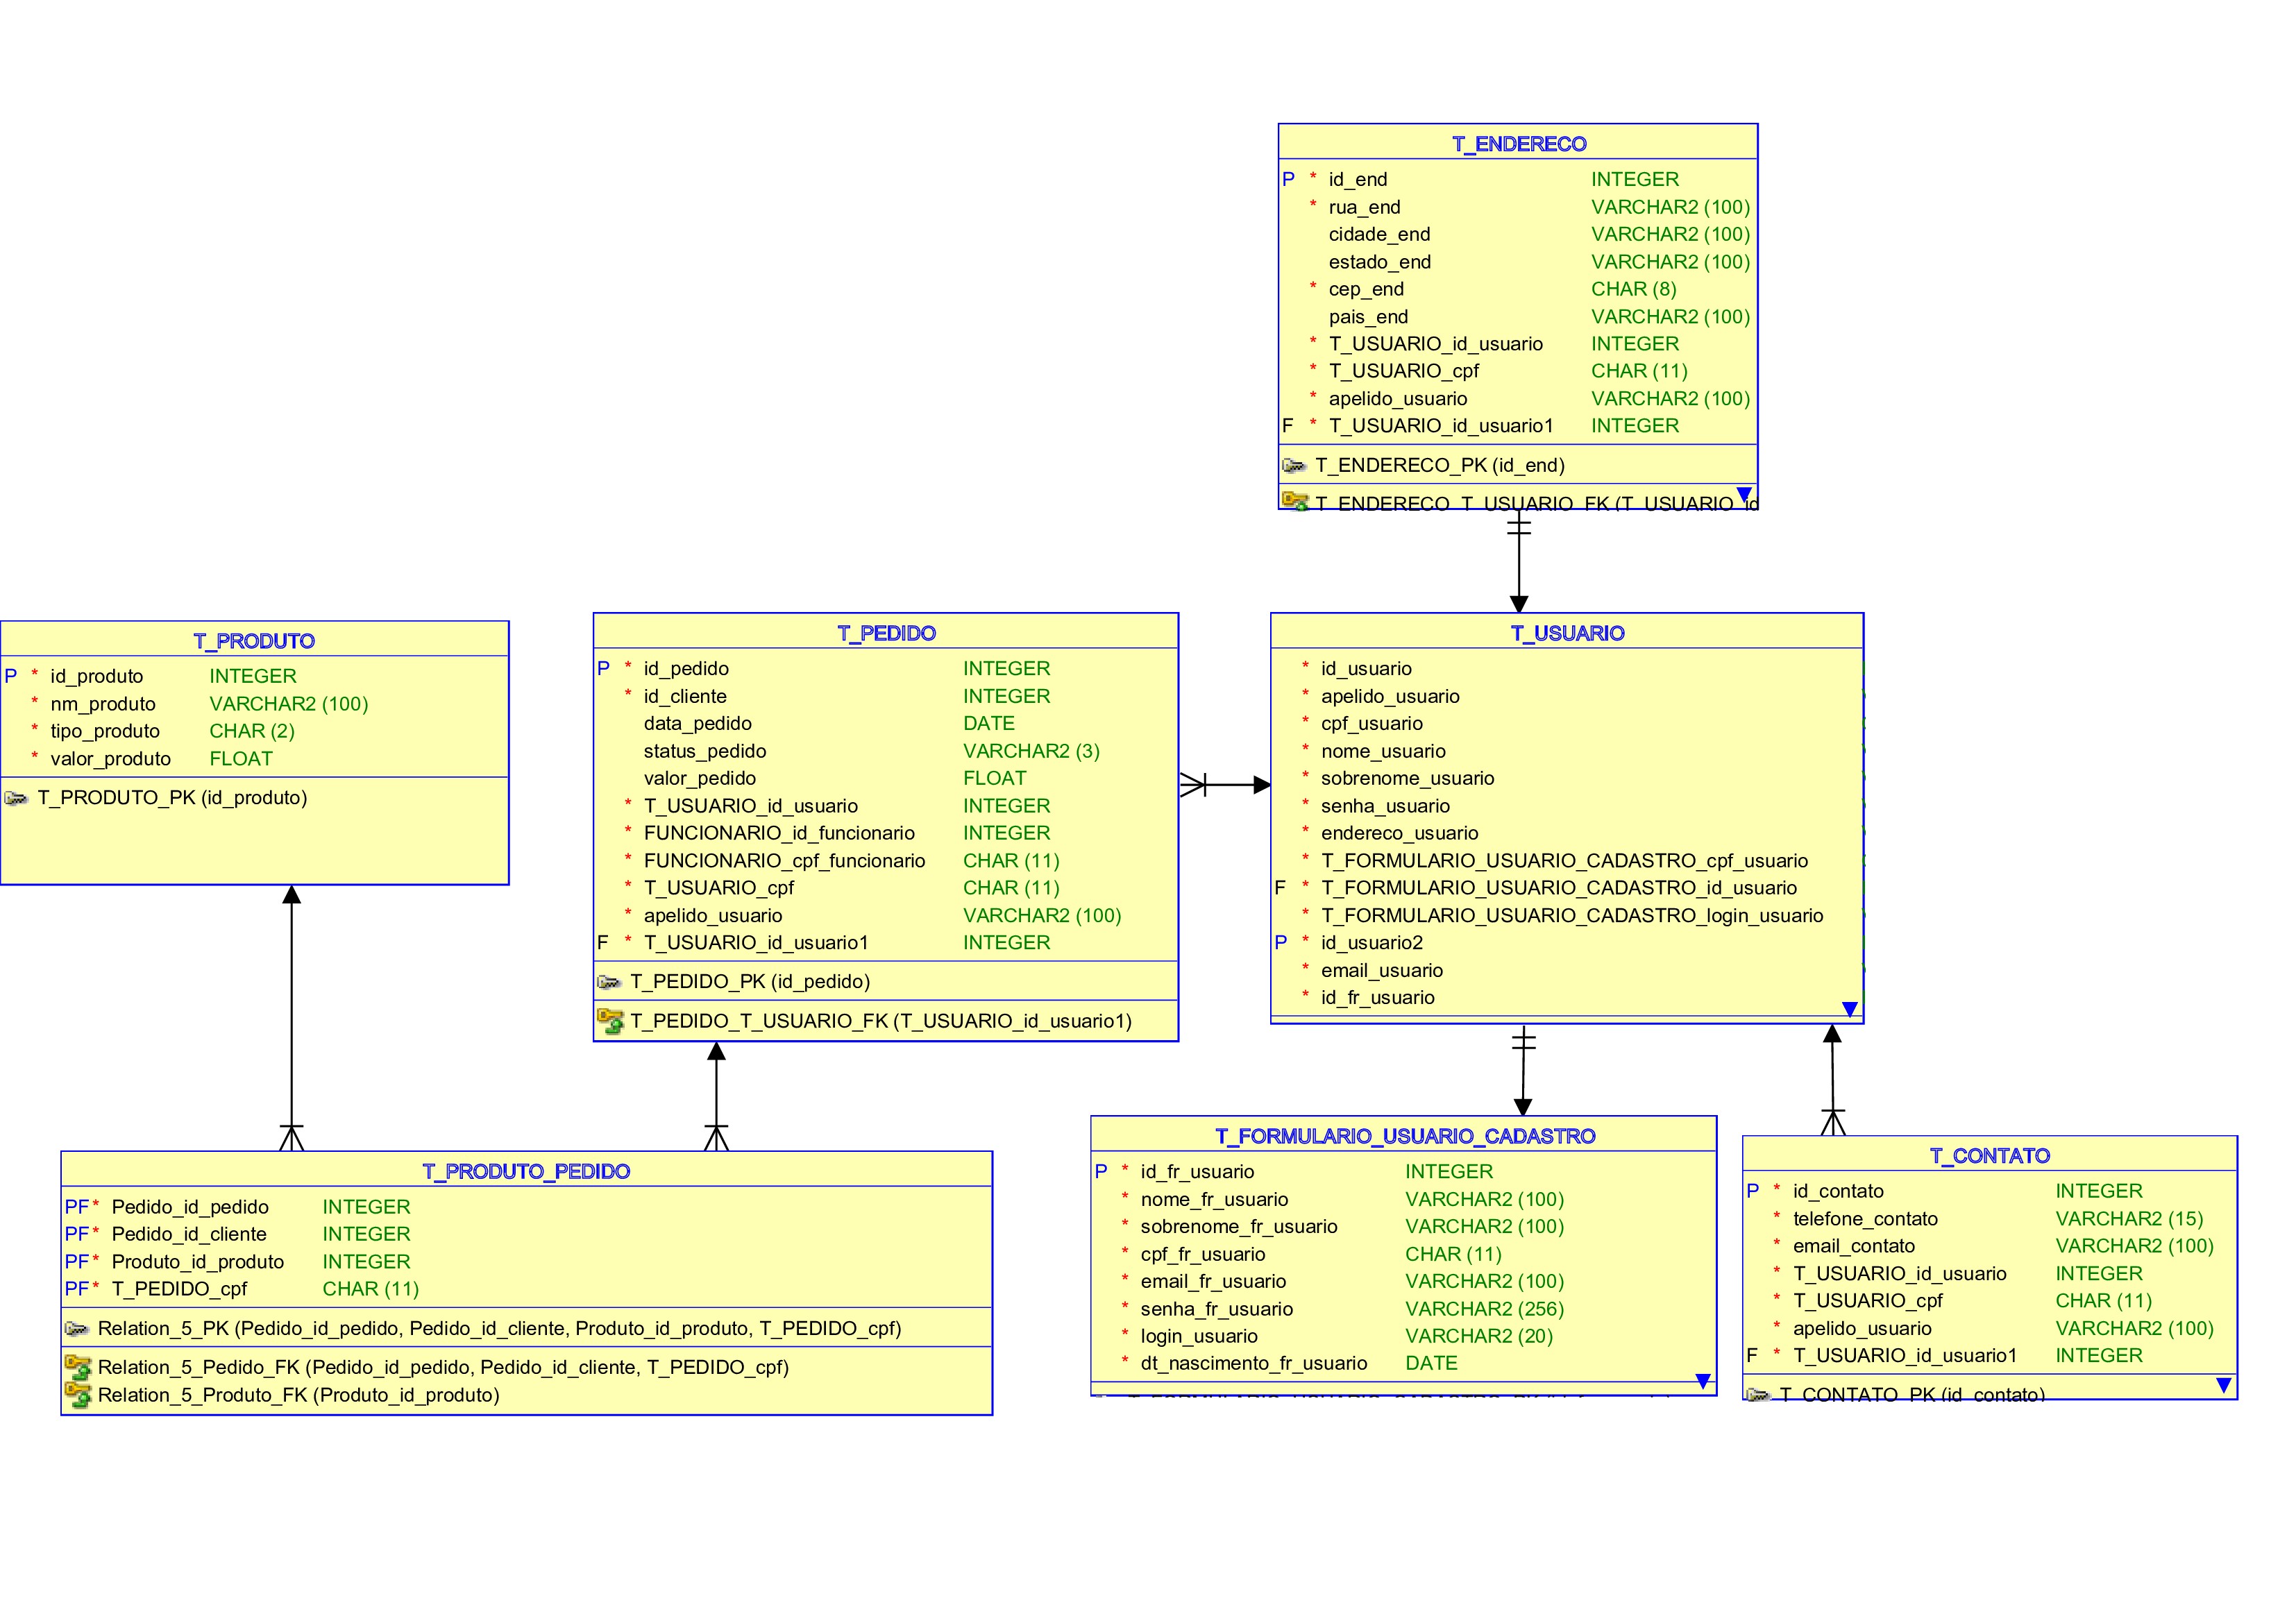 T_ENDERECO
P * id_end INTEGER
* rua_end VARCHAR2 (100)
cidade_end VARCHAR2 (100)
estado_end VARCHAR2 (100)
* cep_end CHAR (8)
pais_end VARCHAR2 (100)
* T_USUARIO_id_usuario INTEGER
* T_USUARIO_cpf CHAR (11)
* apelido_usuario VARCHAR2 (100)
F * T_USUARIO_id_usuario1 INTEGER
T_ENDERECO_PK (id_end)
T_ENDERECO_T_USUARIO_FK (T_USUARIO_id
T_PRODUTO
P * id_produto INTEGER
* nm_produto VARCHAR2 (100)
* tipo_produto CHAR (2)
* valor_produto FLOAT
T_PRODUTO_PK (id_produto)
T_PEDIDO
P * id_pedido INTEGER
* id_cliente INTEGER
data_pedido DATE
status_pedido VARCHAR2 (3)
valor_pedido FLOAT
* T_USUARIO_id_usuario INTEGER
* FUNCIONARIO_id_funcionario INTEGER
* FUNCIONARIO_cpf_funcionario CHAR (11)
* T_USUARIO_cpf CHAR (11)
* apelido_usuario VARCHAR2 (100)
F * T_USUARIO_id_usuario1 INTEGER
T_PEDIDO_PK (id_pedido)
T_PEDIDO_T_USUARIO_FK (T_USUARIO_id_usuario1)
T_USUARIO
* id_usuario
* apelido_usuario
* cpf_usuario
* nome_usuario
* sobrenome_usuario
* senha_usuario
* endereco_usuario
* T_FORMULARIO_USUARIO_CADASTRO_cpf_usuario
F * T_FORMULARIO_USUARIO_CADASTRO_id_usuario
* T_FORMULARIO_USUARIO_CADASTRO_login_usuario
P * id_usuario2
* email_usuario
* id_fr_usuario
T_PRODUTO_PEDIDO
PF * Pedido_id_pedido INTEGER
PF * Pedido_id_cliente INTEGER
PF * Produto_id_produto INTEGER
PF * T_PEDIDO_cpf CHAR (11)
Relation_5_PK (Pedido_id_pedido, Pedido_id_cliente, Produto_id_produto, T_PEDIDO_cpf)
Relation_5_Pedido_FK (Pedido_id_pedido, Pedido_id_cliente, T_PEDIDO_cpf)
Relation_5_Produto_FK (Produto_id_produto)
T_FORMULARIO_USUARIO_CADASTRO
P * id_fr_usuario INTEGER
* nome_fr_usuario VARCHAR2 (100)
* sobrenome_fr_usuario VARCHAR2 (100)
* cpf_fr_usuario CHAR (11)
* email_fr_usuario VARCHAR2 (100)
* senha_fr_usuario VARCHAR2 (256)
* login_usuario VARCHAR2 (20)
* dt_nascimento_fr_usuario DATE
T_CONTATO
P * id_contato INTEGER
* telefone_contato VARCHAR2 (15)
* email_contato VARCHAR2 (100)
* T_USUARIO_id_usuario INTEGER
* T_USUARIO_cpf CHAR (11)
* apelido_usuario VARCHAR2 (100)
F * T_USUARIO_id_usuario1 INTEGER
T_CONTATO_PK (id_contato)